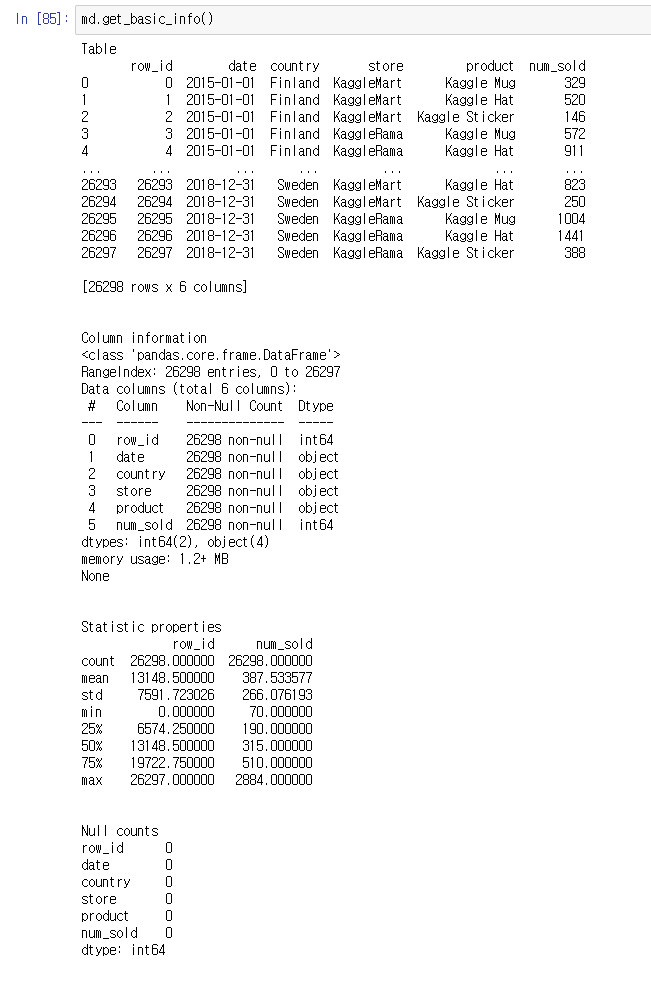 In [85]: md.get_basic_info()
Table
row_id date country store product num_sold
0 0 2015-01-01 Finland KaggleMart Kaggle Mug 329
1 1 2015-01-01 Finland KaggleMart Kaggle Hat 520
2 2 2015-01-01 Finland KaggleMart Kaggle Sticker 146
3 3 2015-01-01 Finland KaggleRama Kaggle Mug 572
4 4 2015-01-01 Finland KaggleRama Kaggle Hat 911
... ... ... ... ... ... ...
26293 26293 2018-12-31 Sweden KaggleMart Kaggle Hat 823
26294 26294 2018-12-31 Sweden KaggleMart Kaggle Sticker 250
26295 26295 2018-12-31 Sweden KaggleRama Kaggle Mug 1004
26296 26296 2018-12-31 Sweden KaggleRama Kaggle Hat 1441
26297 26297 2018-12-31 Sweden KaggleRama Kaggle Sticker 388
[26298 rows x 6 columns]
Column information
<class 'pandas.core.frame.DataFrame'>
RangeIndex: 26298 entries, 0 to 26297
Data columns (total 6 columns):
# Column Non-Null Count Dtype
--- ------ -------------- -----
0 row_id 26298 non-null int64
1 date 26298 non-null object
2 country 26298 non-null object
3 store 26298 non-null object
4 product 26298 non-null object
5 num_sold 26298 non-null int64
dtypes: int64(2), object(4)
memory usage: 1.2+ MB
None
Statistic properties
row_id num_sold
count 26298.000000 26298.000000
mean 13148.500000 387.533577
std 7591.723026 266.076193
min 0.000000 70.000000
25% 6574.250000 190.000000
50% 13148.500000 315.000000
75% 19722.750000 510.000000
max 26297.000000 2884.000000
Null counts
row_id 0
date 0
country 0
store 0
product 0
num_sold 0
dtype: int64